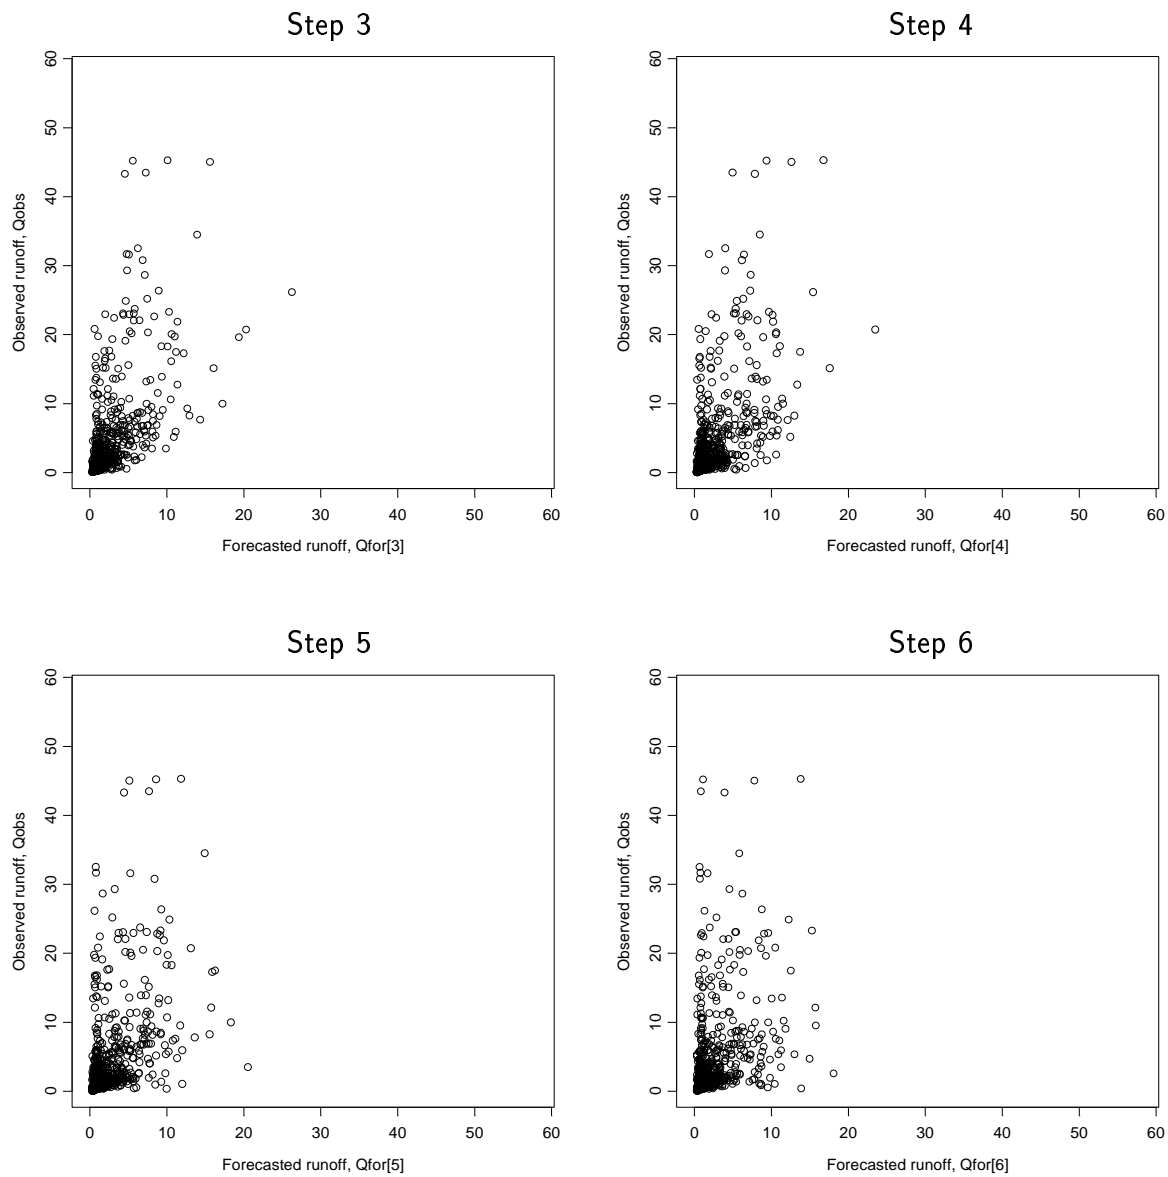 Step 3
60
50
40
30
20
10
0
Observed runoff, Qobs
0 10 20 30 40 50 60
Forecasted runoff, Qfor[3]
Step 4
60
50
40
30
20
10
0
Observed runoff, Qobs
0 10 20 30 40 50 60
Forecasted runoff, Qfor[4]
Step 5
60
50
40
30
20
10
0
Observed runoff, Qobs
0 10 20 30 40 50 60
Forecasted runoff, Qfor[5]
Step 6
60
50
40
30
20
10
0
Observed runoff, Qobs
0 10 20 30 40 50 60
Forecasted runoff, Qfor[6]